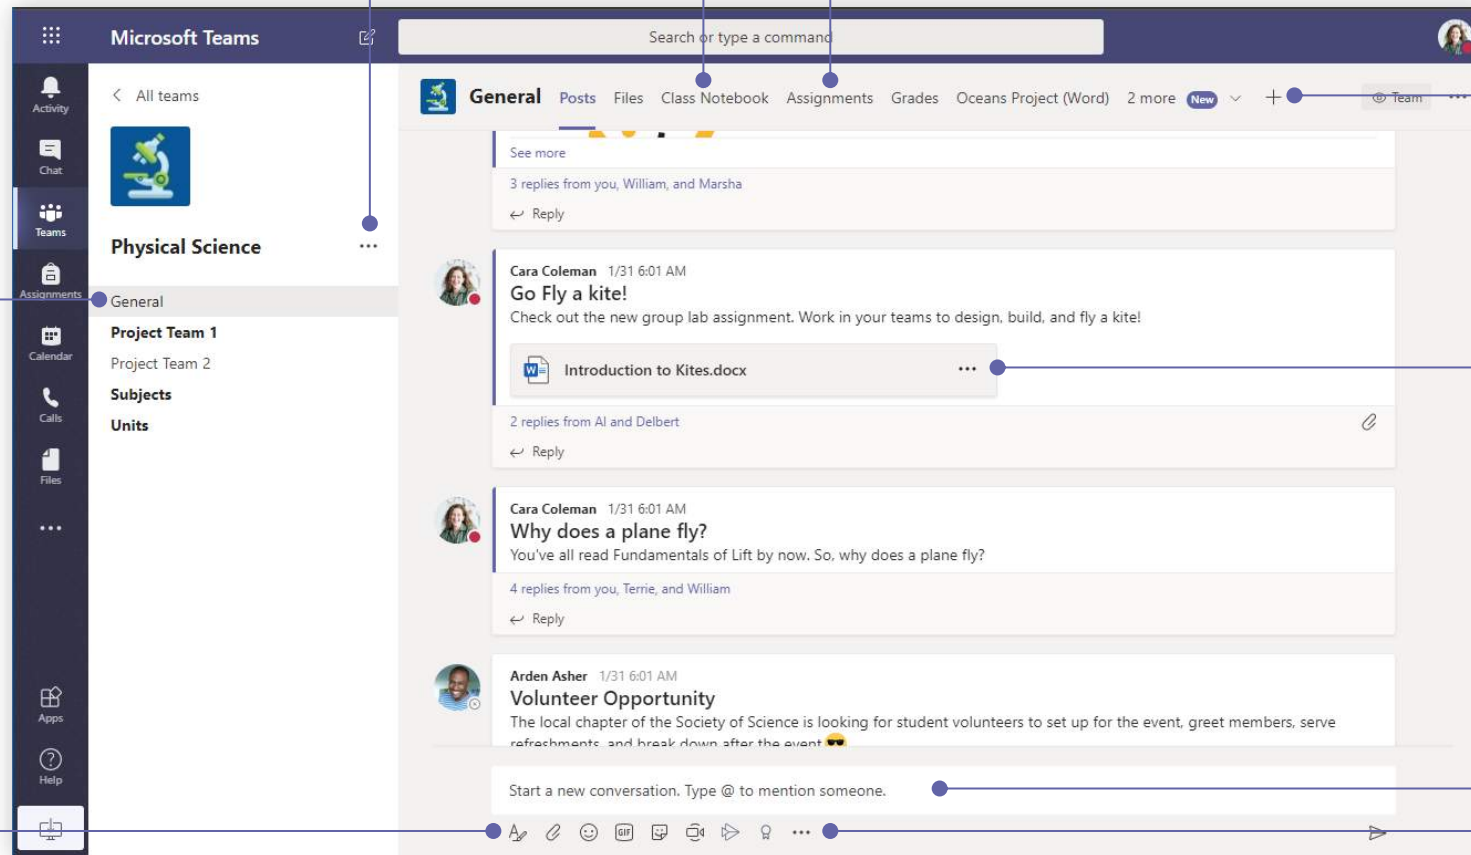 Microsoft Teams
Search or type a command
Activity
Chat
Teams
Assignments
Calendar
Calls
Files
Apps
Help
All teams
Physical Science
General
Project Team 1
Project Team 2
Subjects
Units
General Posts Files Class Notebook Assignments Grades Oceans Project (Word) 2 more New
Team
See more
3 replies from you, William, and Marsha
Reply
Cara Coleman 1/31 6:01 AM
Go Fly a kite!
Check out the new group lab assignment. Work in your teams to design, build, and fly a kite!
Introduction to Kites.docx
2 replies from Al and Delbert
Reply
Cara Coleman 1/31 6:01 AM
Why does a plane fly?
You've all read Fundamentals of Lift by now. So, why does a plane fly?
4 replies from you, Terrie, and William
Reply
Arden Asher 1/31 6:01 AM
Volunteer Opportunity
The local chapter of the Society of Science is looking for student volunteers to set up for the event, greet members, serve
refreshments, and break down after the event
Start a new conversation. Type @ to mention someone.
GIF